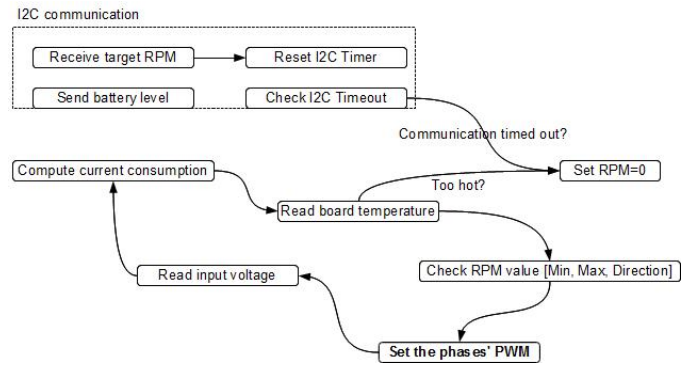 I2C communication
Receive target RPM
Reset I2C Timer
Send battery level
Check I2C Timeout
Communication timed out?
Compute current consumption
Set RPM=0
Too hot?
Read board temperature
Read input voltage
Check RPM value [Min, Max, Direction]
Set the phases' PWM